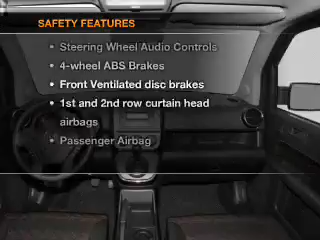 SAFETY FEATURES
• Steering Wheel Audio Controls
• 4-wheel ABS Brakes
• Front Ventilated disc brakes
• 1st and 2nd row curtain head
airbags
• Passenger Airbag